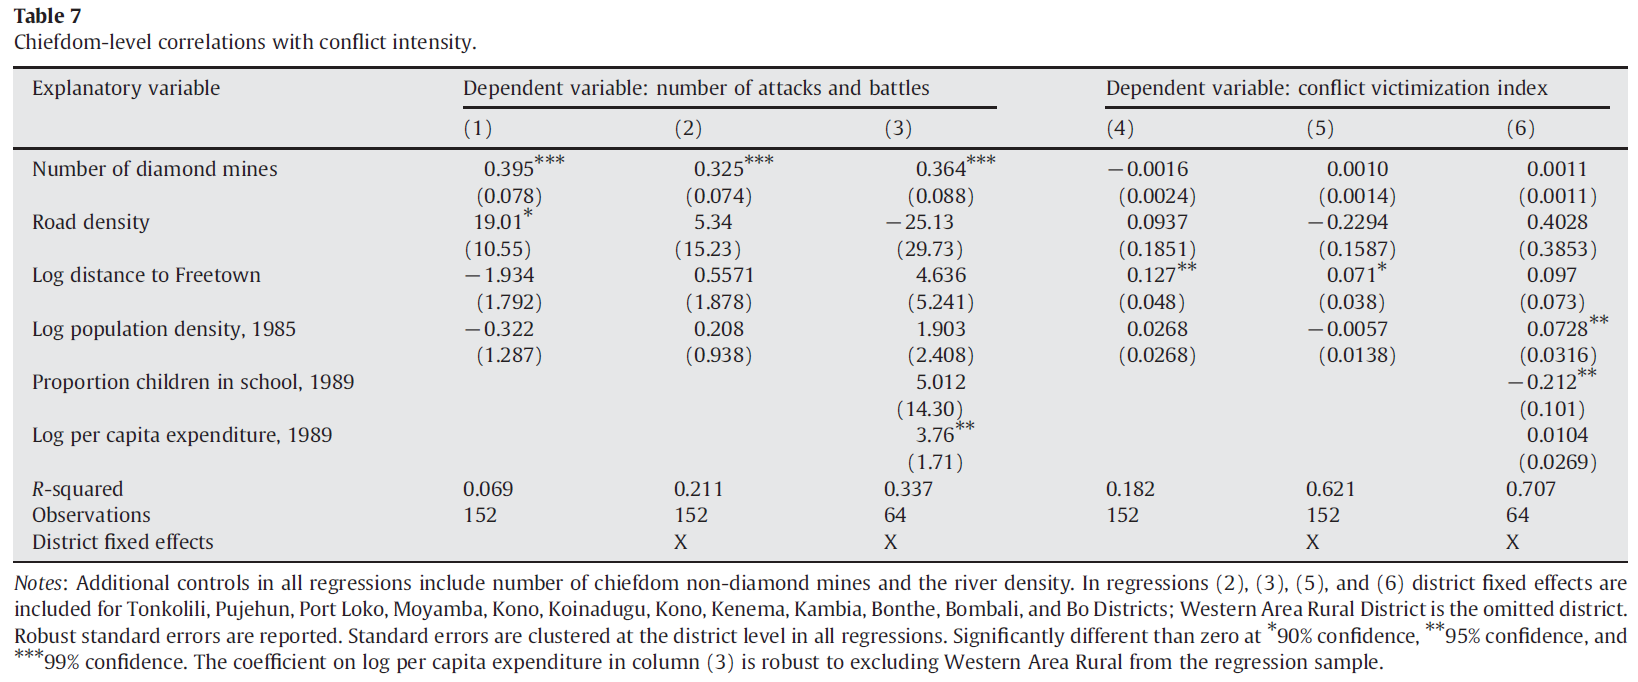 Table 7
Chiefdom-level correlations with conflict intensity.
Explanatory variable Dependent variable: number of attacks and battles Dependent variable: conflict victimization index
(1) (2) (3) (4) (5) (6)
Number of diamond mines 0.395*** 0.325*** 0.364*** −0.0016 0.0010 0.0011
(0.078) (0.074) (0.088) (0.0024) (0.0014) (0.0011)
Road density 19.01* 5.34 −25.13 0.0937 −0.2294 0.4028
(10.55) (15.23) (29.73) (0.1851) (0.1587) (0.3853)
Log distance to Freetown −1.934 0.5571 4.636 0.127** 0.071* 0.097
(1.792) (1.878) (5.241) (0.048) (0.038) (0.073)
Log population density, 1985 −0.322 0.208 1.903 0.0268 −0.0057 0.0728**
(1.287) (0.938) (2.408) (0.0268) (0.0138) (0.0316)
Proportion children in school, 1989 5.012 −0.212**
(14.30) (0.101)
Log per capita expenditure, 1989 3.76** 0.0104
(1.71) (0.0269)
R-squared 0.069 0.211 0.337 0.182 0.621 0.707
Observations 152 152 64 152 152 64
District fixed effects X X X X
Notes: Additional controls in all regressions include number of chiefdom non-diamond mines and the river density. In regressions (2), (3), (5), and (6) district fixed effects are
included for Tonkolili, Pujehun, Port Loko, Moyamba, Kono, Koinadugu, Kono, Kenema, Kambia, Bonthe, Bombali, and Bo Districts; Western Area Rural District is the omitted district.
Robust standard errors are reported. Standard errors are clustered at the district level in all regressions. Significantly different than zero at *90% confidence, **95% confidence, and
***99% confidence. The coefficient on log per capita expenditure in column (3) is robust to excluding Western Area Rural from the regression sample.